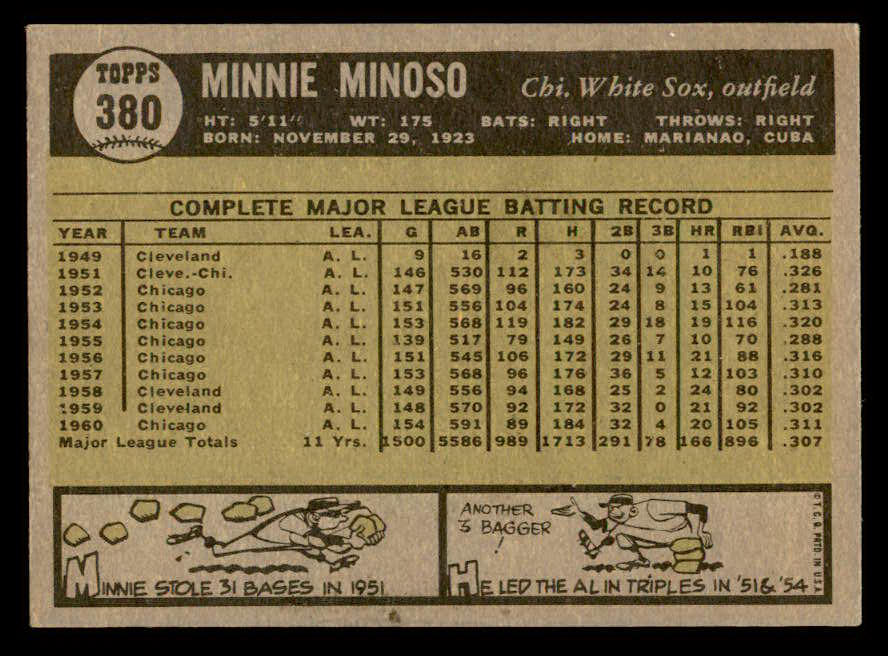 TOPPS
380
MINNIE MINOSO Chi. White Sox, outfield
HT: 5'11" WT: 175 BATS: RIGHT THROWS: RIGHT
BORN: NOVEMBER 29, 1923 HOME: MARIANAO, CUBA
COMPLETE MAJOR LEAGUE BATTING RECORD
YEAR TEAM LEA. G AB R H 2B 3B HR RBI AVG.
1949 Cleveland A. L. 9 16 2 3 0 0 1 1 .188
1951 Cleve.-Chi. A. L. 146 530 112 173 34 14 10 76 .326
1952 Chicago A. L. 147 569 96 160 24 9 13 61 .281
1953 Chicago A. L. 151 556 104 174 24 8 15 104 .313
1954 Chicago A. L. 153 568 119 182 29 18 19 116 .320
1955 Chicago A. L. 139 517 79 149 26 7 10 70 .288
1956 Chicago A. L. 151 545 106 172 29 11 21 88 .316
1957 Chicago A. L. 153 568 96 176 36 5 12 103 .310
1958 Cleveland A. L. 149 556 94 168 25 2 24 80 .302
1959 Cleveland A. L. 148 570 92 172 32 0 21 92 .302
1960 Chicago A. L. 154 591 89 184 32 4 20 105 .311
Major League Totals 11 Yrs. 1500 5586 989 1713 291 78 166 896 .307
MINNIE STOLE 31 BASES IN 1951
ANOTHER
3 BAGGER
!
HE LED THE AL IN TRIPLES IN '51 & '54
© T. C. G. PRTD IN U.S.A.